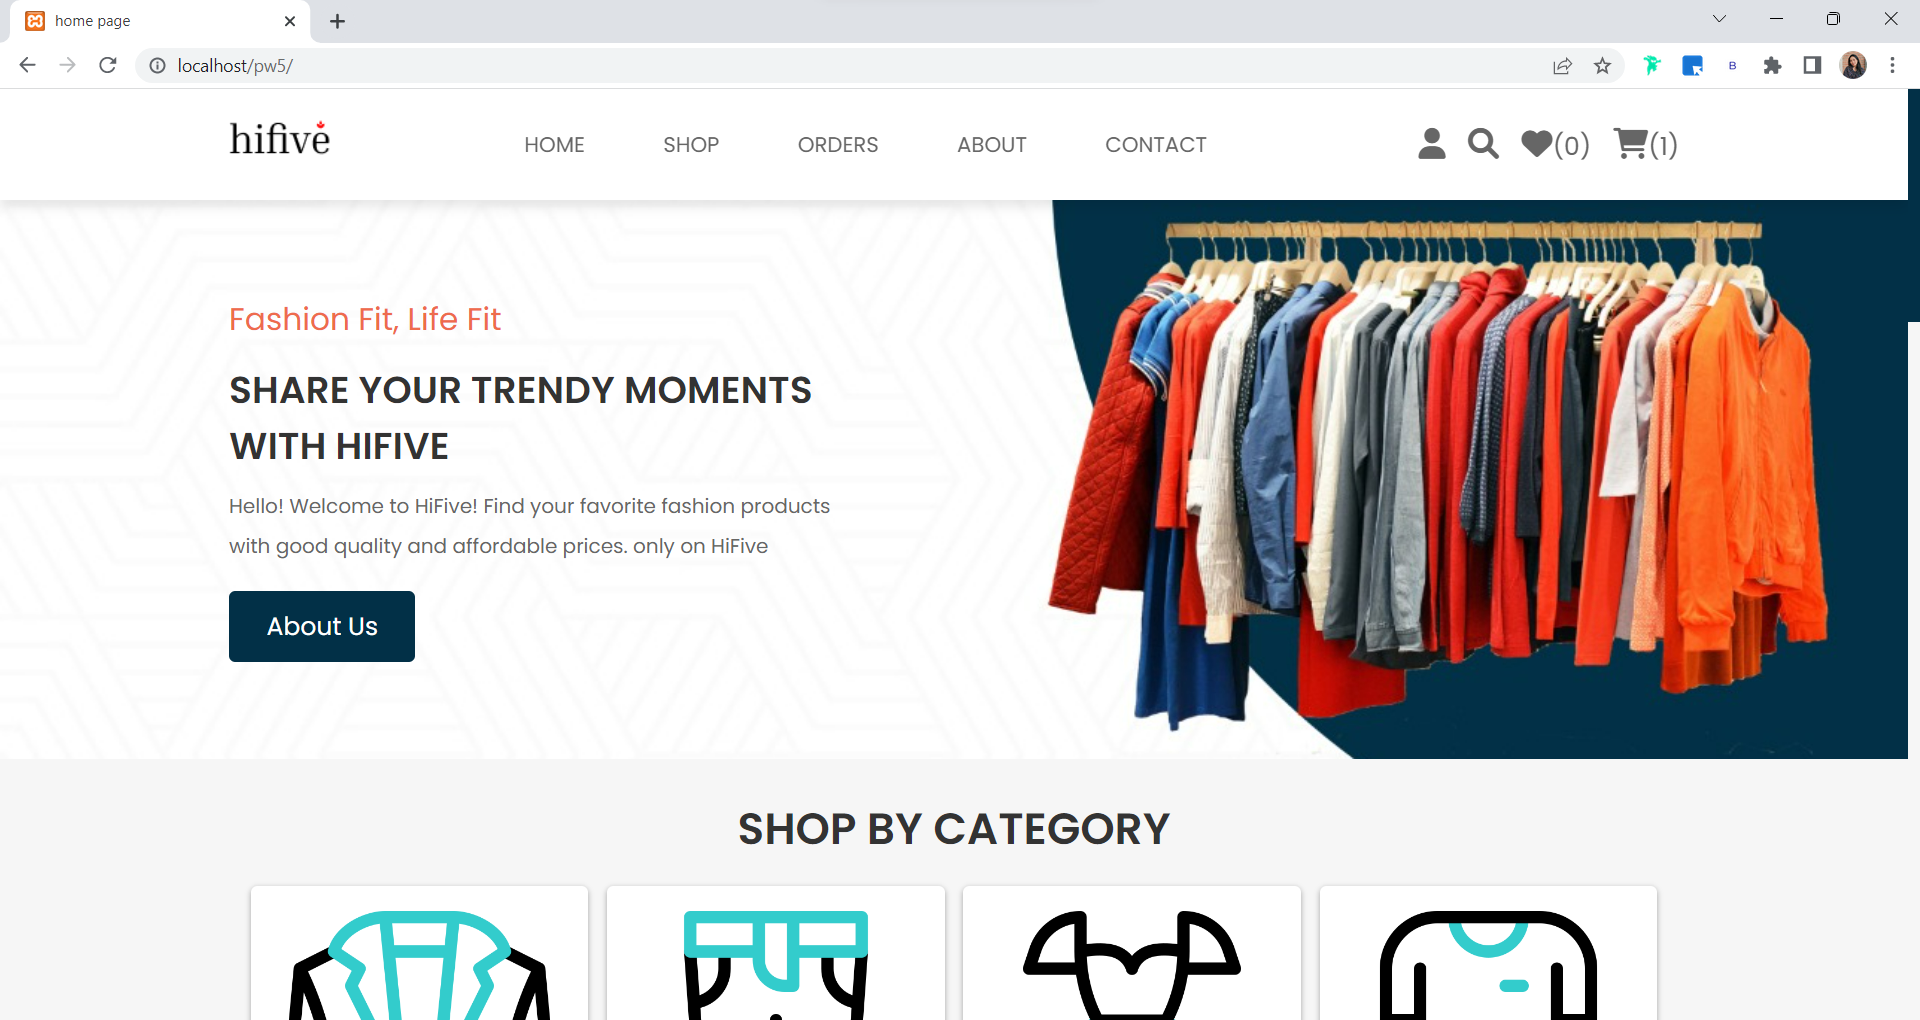 home page
localhost/pw5/
B
hifive
HOME
SHOP
ORDERS
ABOUT
CONTACT
(0)
(1)
Fashion Fit, Life Fit
SHARE YOUR TRENDY MOMENTS
WITH HIFIVE
Hello! Welcome to HiFive! Find your favorite fashion products
with good quality and affordable prices. only on HiFive
About Us
SHOP BY CATEGORY